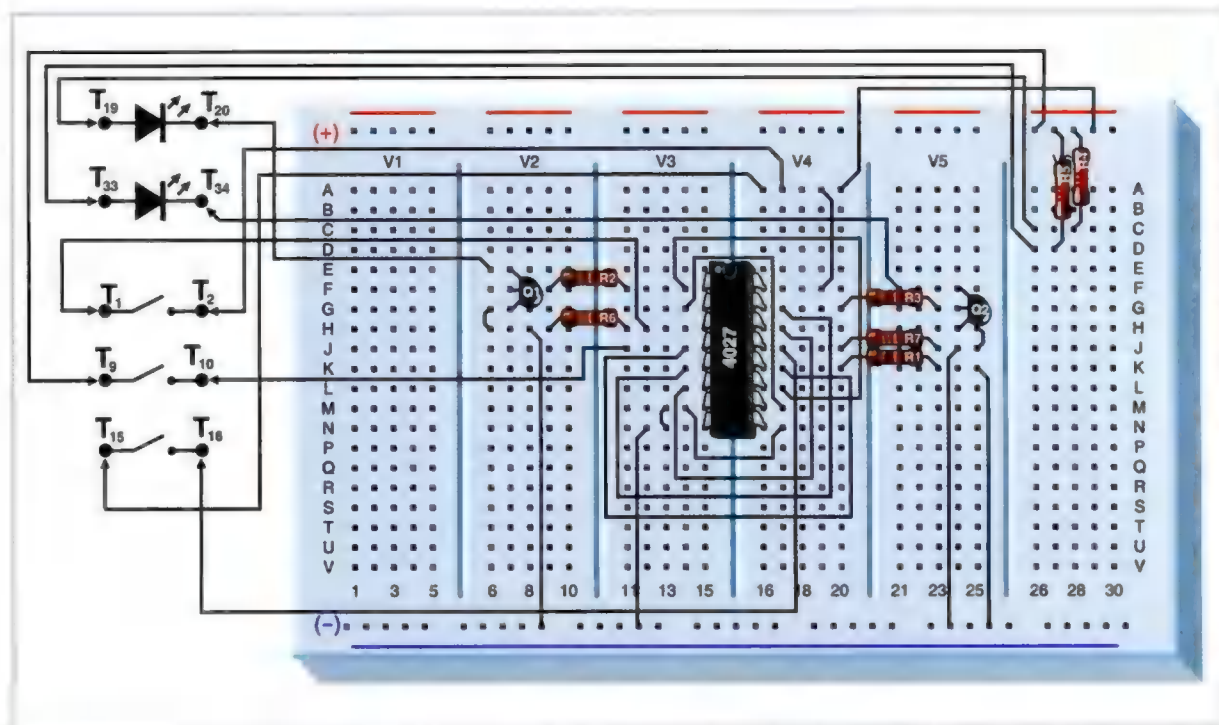 T19 T20
(+)
V1 V2 V3 V4 V5
T33 T34
A A
B B
C C
D D
E E
F Q1 R2 R3 F
T1 T2
G Q2 G
H R6 H
J 4027 R7 J
T9 T10
K R1 K
L L
M M
N N
T15 T16
P P
Q Q
R R
S S
T T
U U
V V
1 3 5 6 8 10 11 13 15 16 18 20 21 23 25 26 28 30
(-)